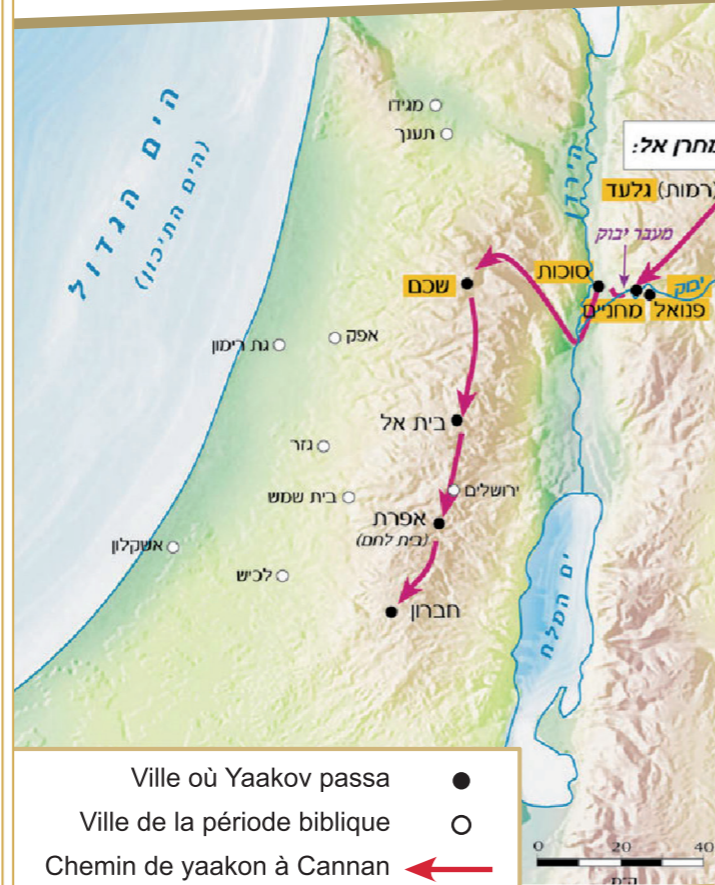 הים הגדול
(הים התיכון)
מגידו
תענך
הירדן
מחרן אל:
(רמות) גלעד
מעבר יבוק
סוכות
יבוק
פנואל
מחניים
שכם
אפק
גת רימון
בית אל
גזר
ירושלים
בית שמש
אפרת
(בית לחם)
אשקלון
לכיש
חברון
ים המלח
Ville où Yaakov passa
Ville de la période biblique
Chemin de yaakon à Cannan
0 20 40